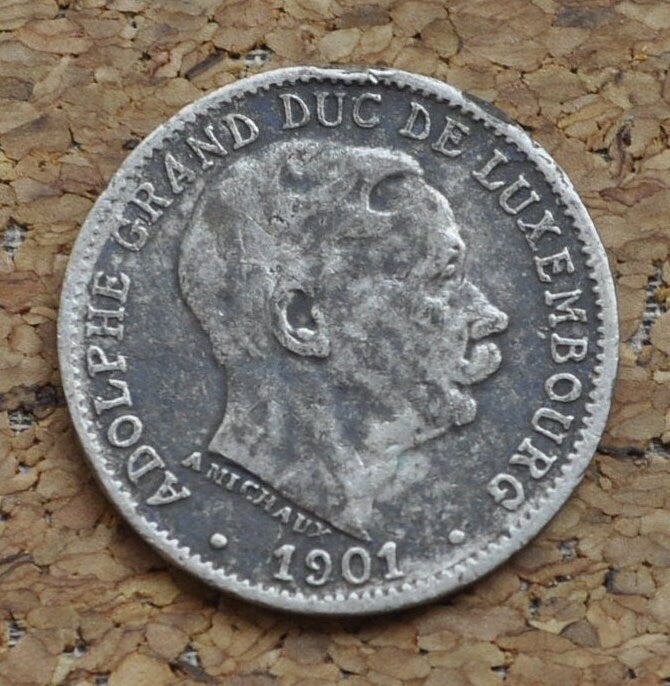 ADOLPHE GRAND DUC DE LUXEMBOURG
A MICHAUX
1901